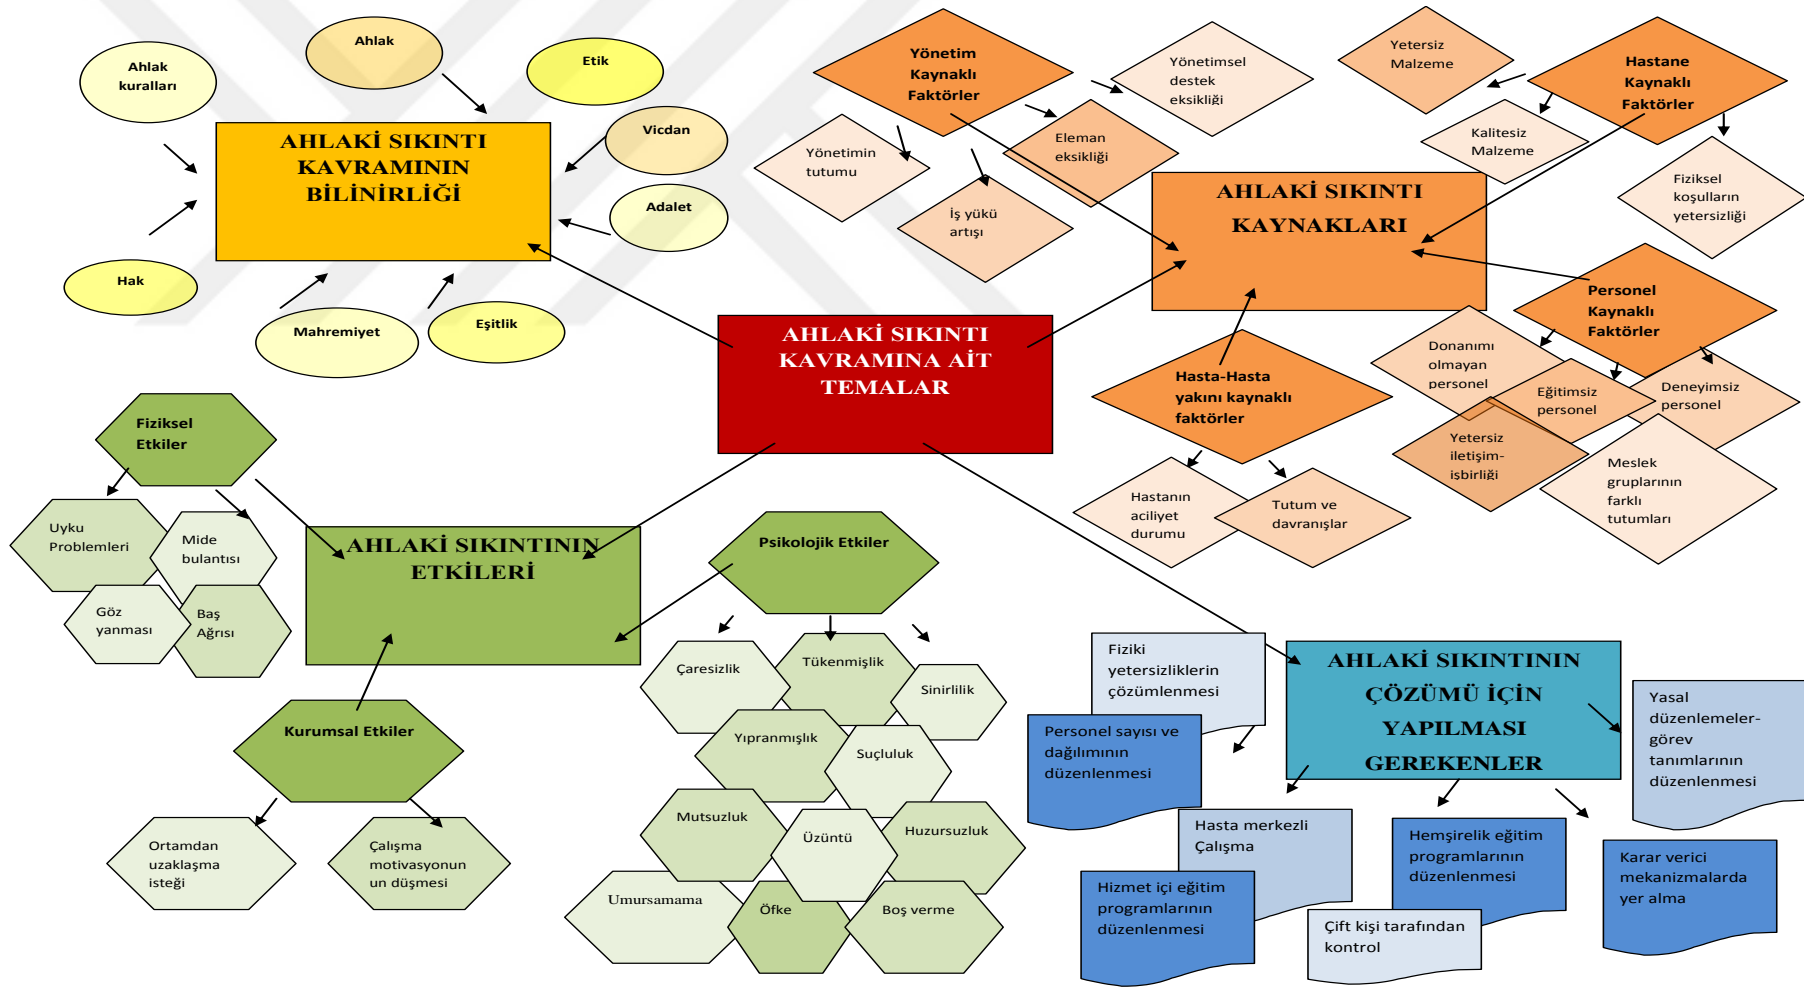 Ahlak
kuralları
Ahlak
Etik
Vicdan
Adalet
AHLAKİ SIKINTI
KAVRAMININ
BİLİNİRLİĞİ
Hak
Mahremiyet
Eşitlik
Yönetim
Kaynaklı
Faktörler
Yönetimsel
destek
eksikliği
Eleman
eksikliği
Yönetimin
tutumu
İş yükü
artışı
Yetersiz
Malzeme
Hastane
Kaynaklı
Faktörler
Kalitesiz
Malzeme
Fiziksel
koşulların
yetersizliği
AHLAKİ SIKINTI
KAYNAKLARI
Personel
Kaynaklı
Faktörler
Donanımı
olmayan
personel
Eğitimsiz
personel
Deneyimsiz
personel
Yetersiz
iletişim-
işbirliği
Meslek
gruplarının
farklı
tutumları
Hasta-Hasta
yakını kaynaklı
faktörler
Hastanın
aciliyet
durumu
Tutum ve
davranışlar
AHLAKİ SIKINTI
KAVRAMINA AİT
TEMALAR
Fiziksel
Etkiler
Uyku
Problemleri
Mide
bulantısı
Göz
yanması
Baş
Ağrısı
AHLAKİ SIKINTININ
ETKİLERİ
Kurumsal Etkiler
Ortamdan
uzaklaşma
isteği
Çalışma
motivasyonun
un düşmesi
Psikolojik Etkiler
Çaresizlik
Tükenmişlik
Sinirlilik
Yıpranmışlık
Suçluluk
Mutsuzluk
Üzüntü
Huzursuzluk
Umursamama
Öfke
Boş verme
AHLAKİ SIKINTININ
ÇÖZÜMÜ İÇİN
YAPILMASI
GEREKENLER
Fiziki
yetersizliklerin
çözümlenmesi
Personel sayısı ve
dağılımının
düzenlenmesi
Yasal
düzenlemeler-
görev
tanımlarının
düzenlenmesi
Hasta merkezli
Çalışma
Hizmet içi eğitim
programlarının
düzenlenmesi
Hemşirelik eğitim
programlarının
düzenlenmesi
Çift kişi tarafından
kontrol
Karar verici
mekanizmalarda
yer alma